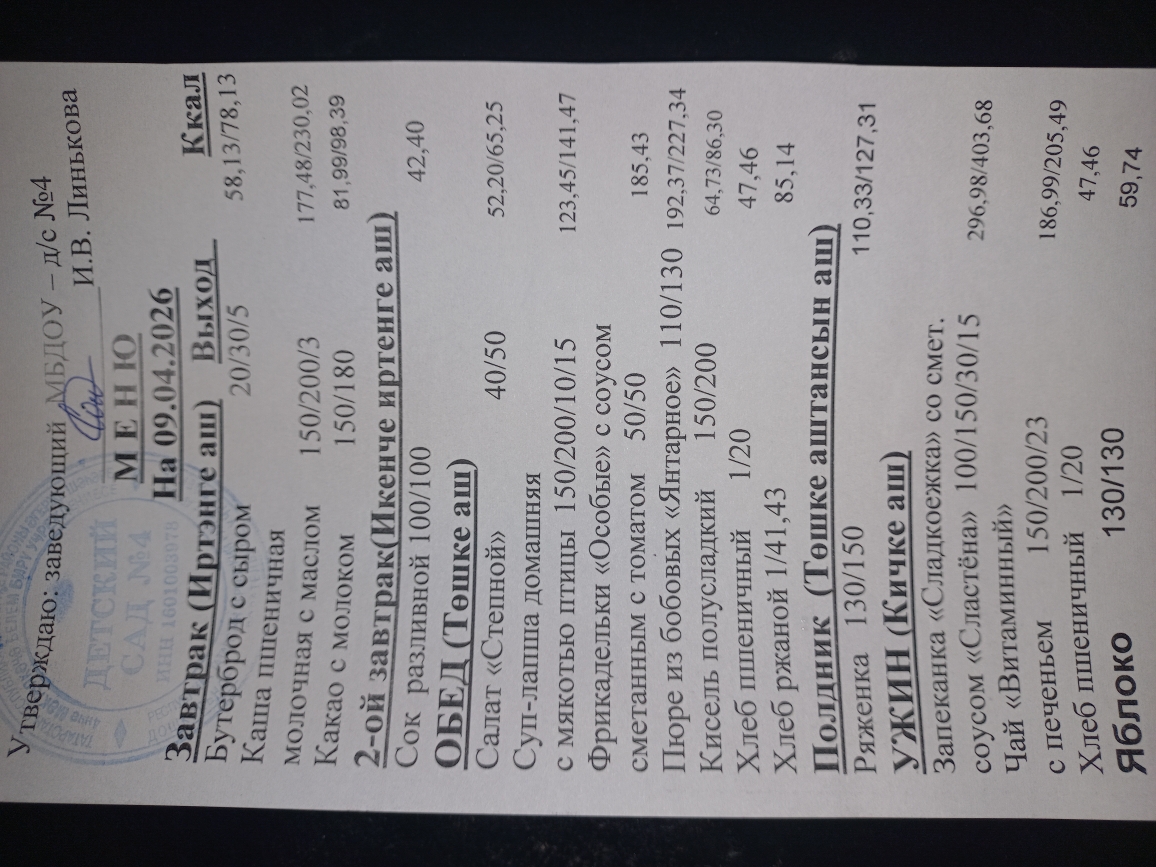 Утверждаю: заведующий МБДОУ – д/с №4
И.В. Линькова
ДЕТСКИЙ
САД №4
М Е Н Ю
На 09.04.2026
Завтрак (Иртэнге аш) Выход Ккал
Бутерброд с сыром 20/30/5 58,13/78,13
Каша пшеничная
молочная с маслом 150/200/3 177,48/230,02
Какао с молоком 150/180 81,99/98,39
2-ой завтрак(Икенче иртенге аш)
Сок разливной 100/100 42,40
ОБЕД (Төшке аш)
Салат «Степной» 40/50 52,20/65,25
Суп-лапша домашняя
с мякотью птицы 150/200/10/15 123,45/141,47
Фрикадельки «Особые» с соусом
сметанным с томатом 50/50 185,43
Пюре из бобовых «Янтарное» 110/130 192,37/227,34
Кисель полусладкий 150/200 64,73/86,30
Хлеб пшеничный 1/20 47,46
Хлеб ржаной 1/41,43 85,14
Полдник (Төшке аштансын аш)
Ряженка 130/150 110,33/127,31
УЖИН (Кичке аш)
Запеканка «Сладкоежка» со смет.
соусом «Сластёна» 100/150/30/15 296,98/403,68
Чай «Витаминный»
с печеньем 150/200/23 186,99/205,49
Хлеб пшеничный 1/20 47,46
Яблоко 130/130 59,74